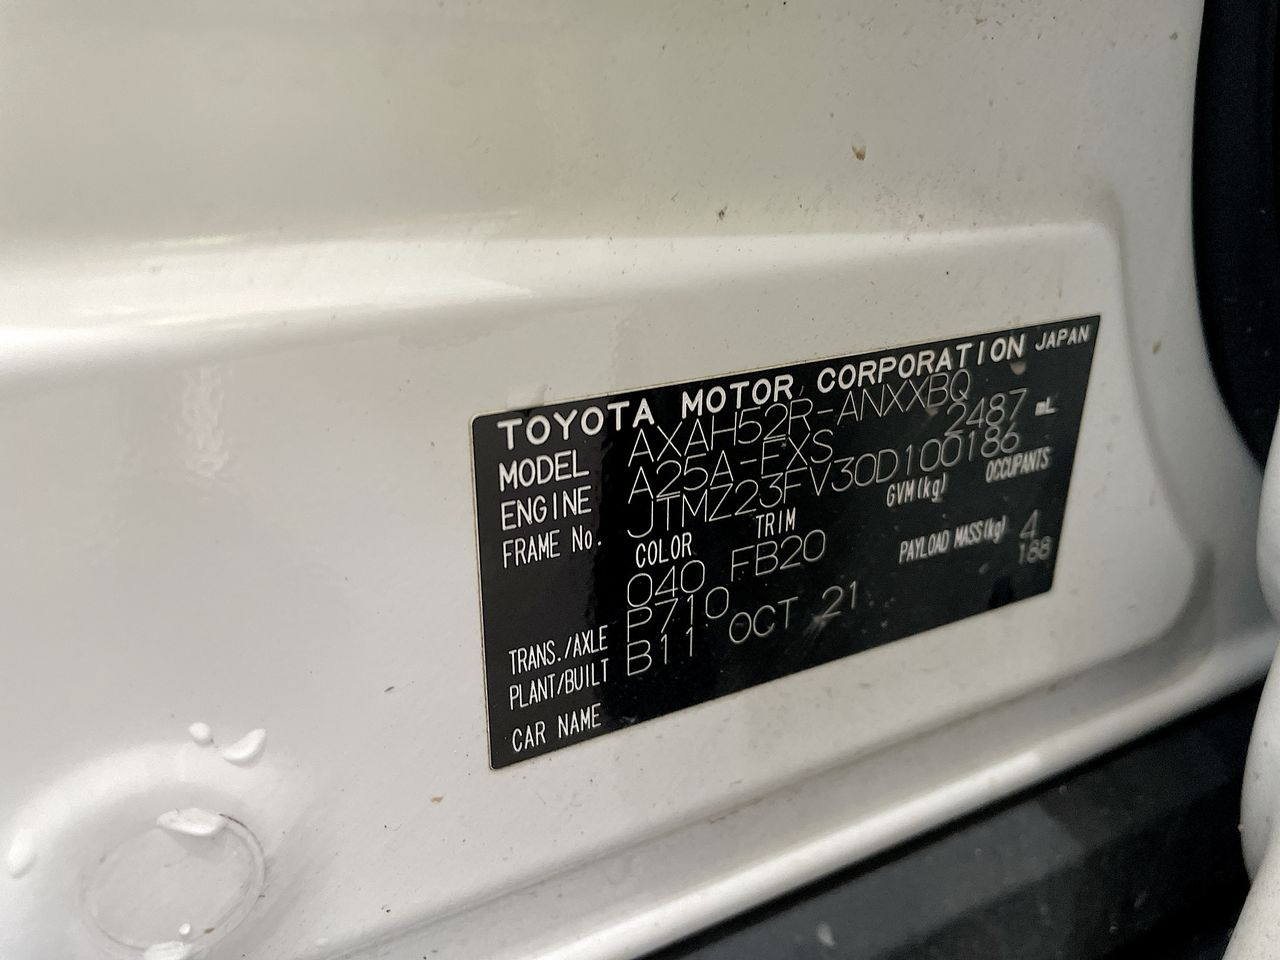 TOYOTA MOTOR CORPORATION JAPAN
MODEL AXAH52R-ANXXBQ
ENGINE A25A-FXS 2487 mL
FRAME No. JTMZ23FV30D100186
COLOR TRIM GVM(kg) OCCUPANTS
040 FB20 PAYLOAD MASS(kg) 4
188
TRANS./AXLE P710
PLANT/BUILT B11 OCT 21
CAR NAME